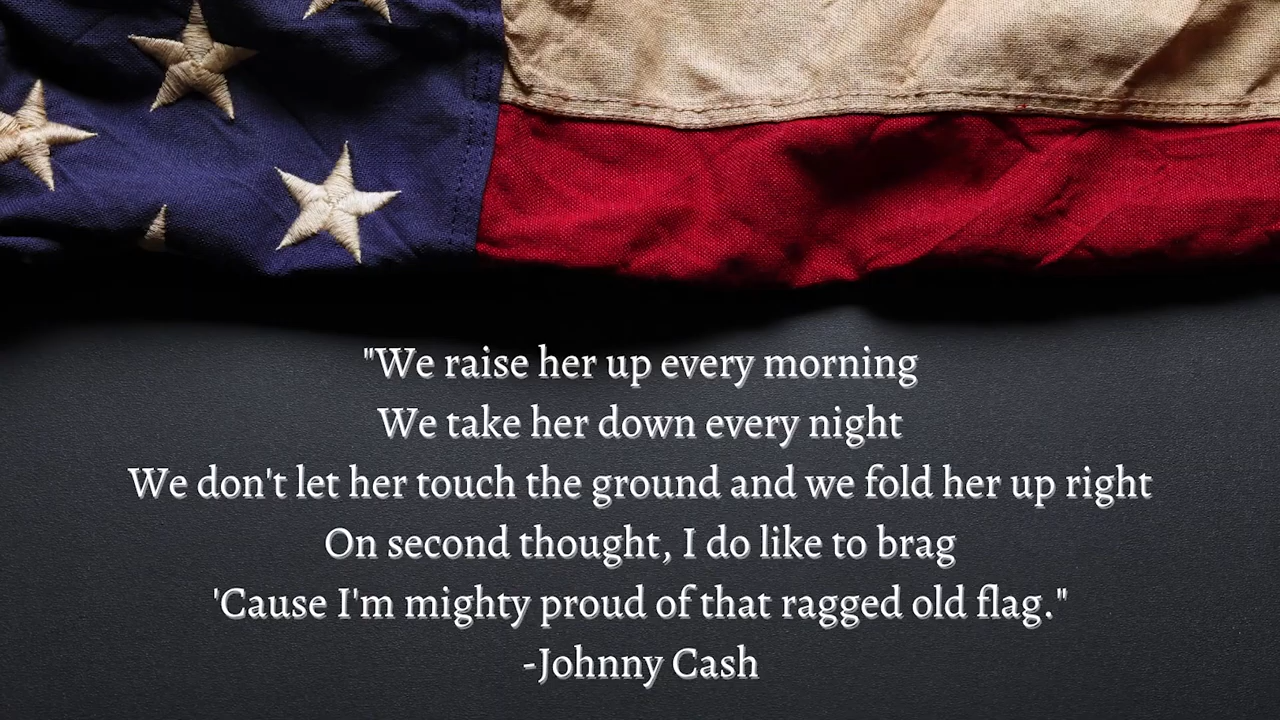 "We raise her up every morning
We take her down every night
We don't let her touch the ground and we fold her up right
On second thought, I do like to brag
'Cause I'm mighty proud of that ragged old flag."
-Johnny Cash